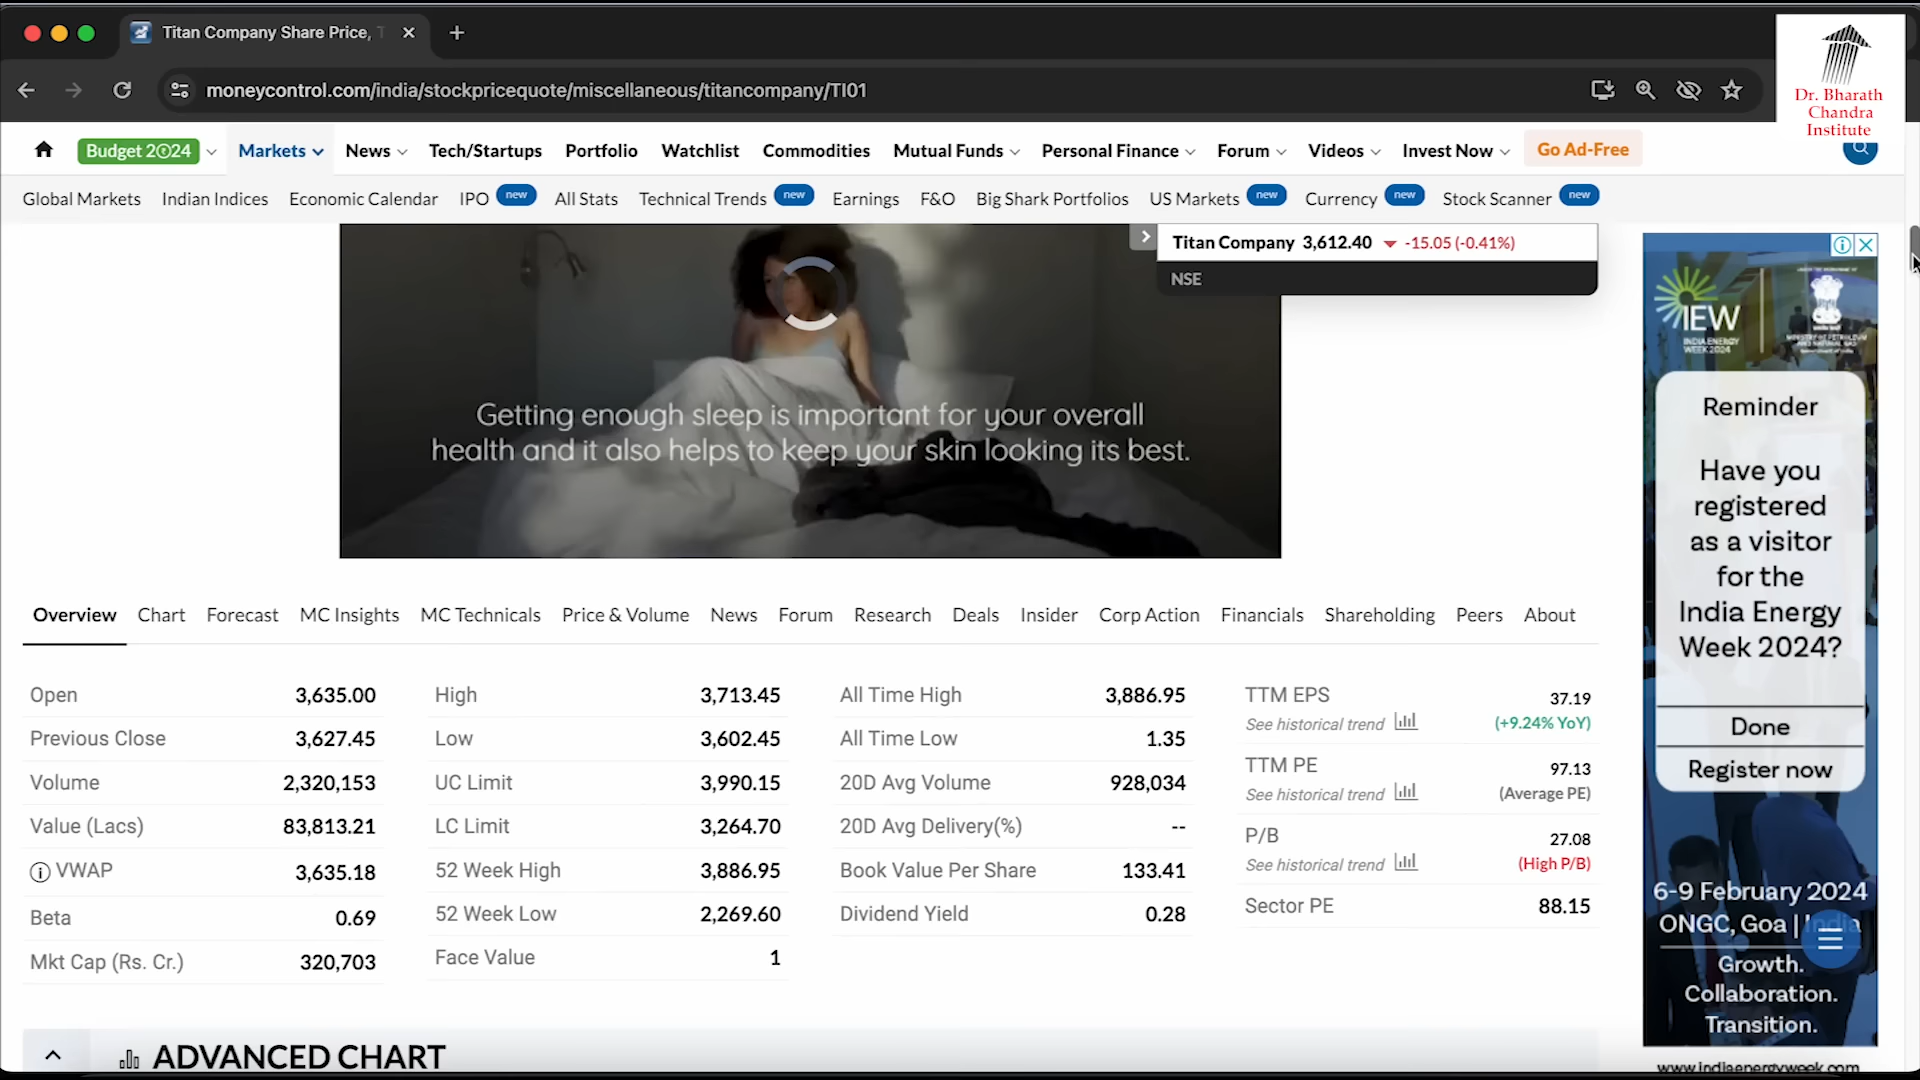 Titan Company Share Price,
moneycontrol.com/india/stockpricequote/miscellaneous/titancompany/TI01
Dr. Bharath
Chandra
Institute
Budget 2024
Markets
News
Tech/Startups
Portfolio
Watchlist
Commodities
Mutual Funds
Personal Finance
Forum
Videos
Invest Now
Go Ad-Free
Global Markets
Indian Indices
Economic Calendar
IPO new
All Stats
Technical Trends new
Earnings
F&O
Big Shark Portfolios
US Markets new
Currency new
Stock Scanner new
Titan Company 3,612.40 -15.05 (-0.41%)
NSE
Getting enough sleep is important for your overall
health and it also helps to keep your skin looking its best.
Overview
Chart
Forecast
MC Insights
MC Technicals
Price & Volume
News
Forum
Research
Deals
Insider
Corp Action
Financials
Shareholding
Peers
About
Open 3,635.00
Previous Close 3,627.45
Volume 2,320,153
Value (Lacs) 83,813.21
VWAP 3,635.18
Beta 0.69
Mkt Cap (Rs. Cr.) 320,703
High 3,713.45
Low 3,602.45
UC Limit 3,990.15
LC Limit 3,264.70
52 Week High 3,886.95
52 Week Low 2,269.60
Face Value 1
All Time High 3,886.95
All Time Low 1.35
20D Avg Volume 928,034
20D Avg Delivery(%) --
Book Value Per Share 133.41
Dividend Yield 0.28
TTM EPS 37.19
See historical trend (+9.24% YoY)
TTM PE 97.13
See historical trend (Average PE)
P/B 27.08
See historical trend (High P/B)
Sector PE 88.15
ADVANCED CHART
IEW
INDIA ENERGY
WEEK 2024
Reminder
Have you
registered
as a visitor
for the
India Energy
Week 2024?
Done
Register now
6-9 February 2024
ONGC, Goa | India
Growth.
Collaboration.
Transition.
www.indiaenergyweek.com